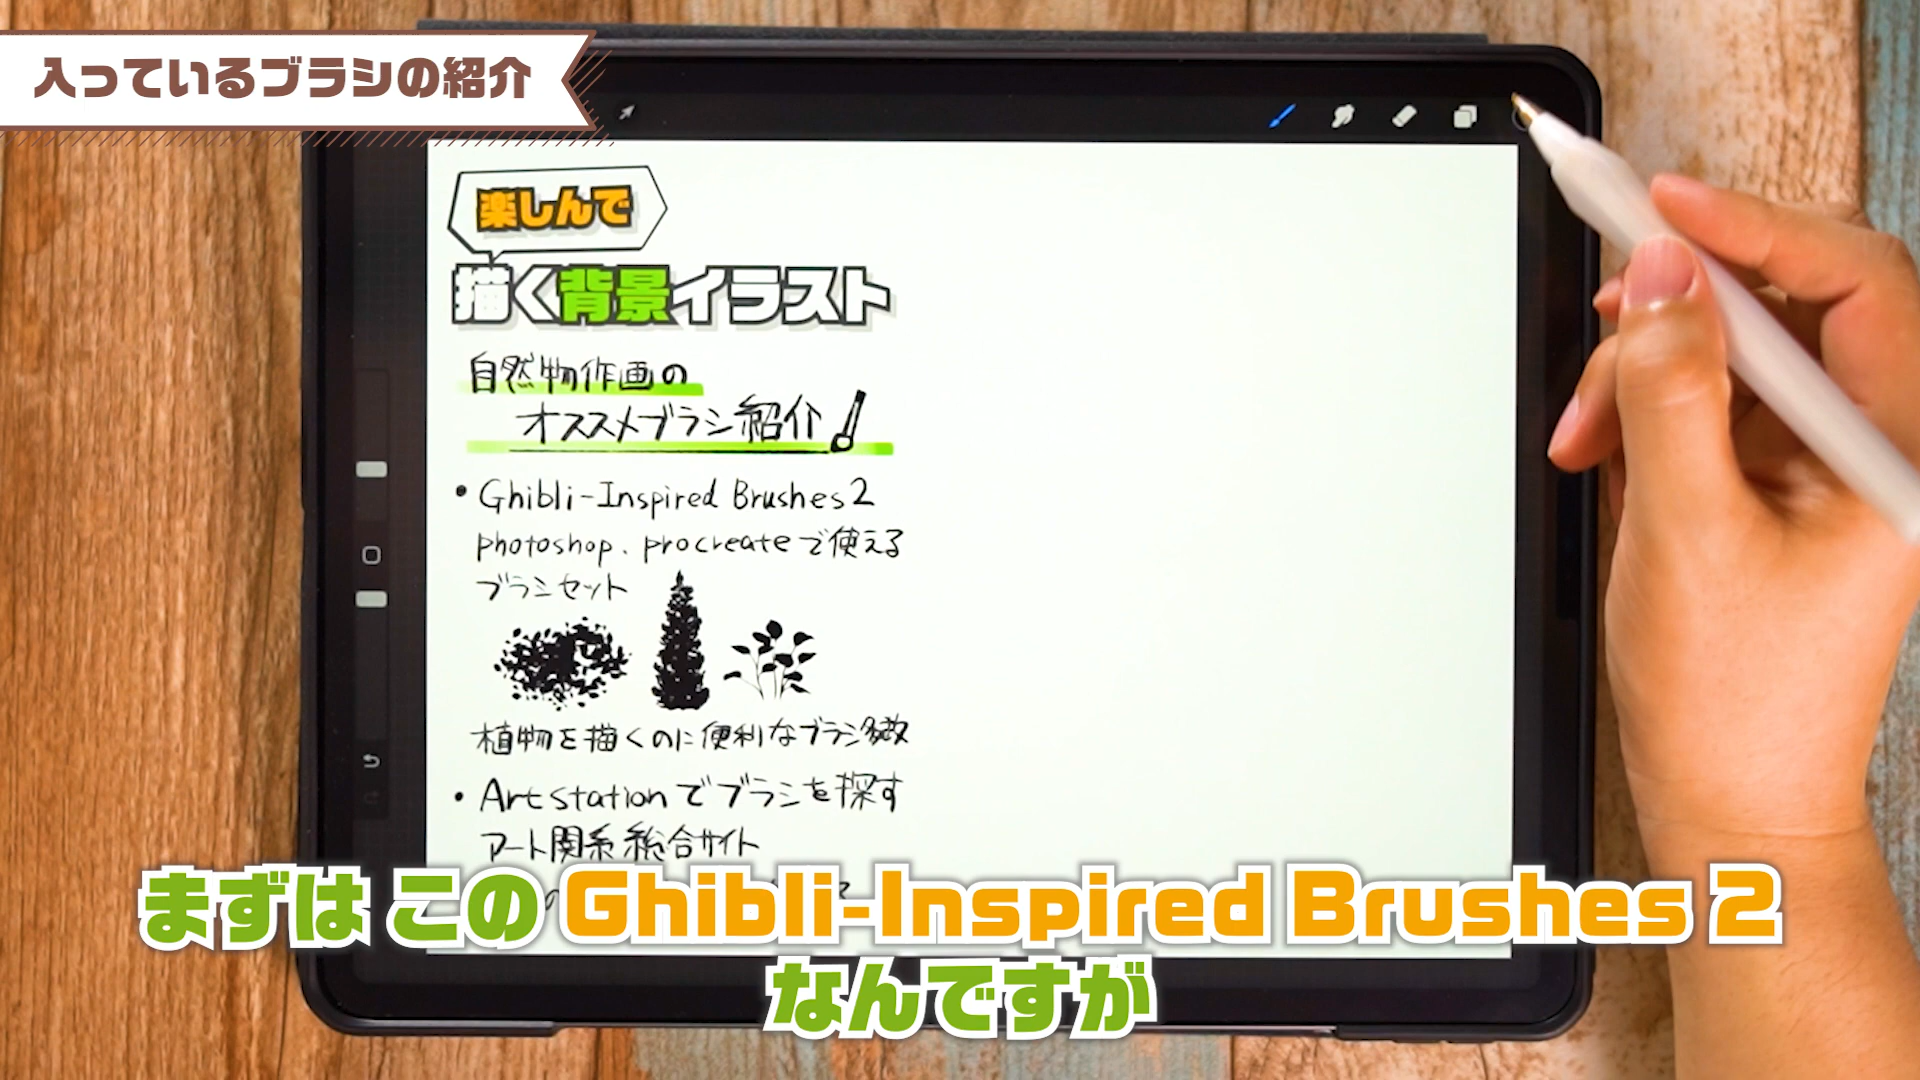 入っているブラシの紹介
楽しんで
描く背景イラスト
自然物作画の
オススメブラシ紹介
• Ghibli-Inspired Brushes 2
photoshop、procreateで使える
ブラシセット
植物を描くのに便利なブラシ多数
• Artstationでブラシを探す
アート関系総合サイト
まずは この Ghibli-Inspired Brushes 2
なんですが